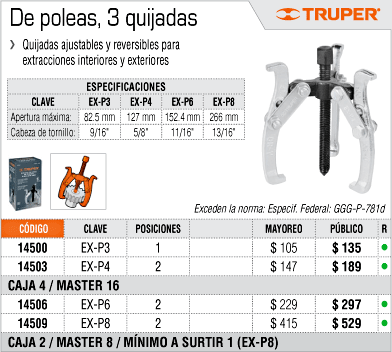 De poleas, 3 quijadas
TRUPER®
Quijadas ajustables y reversibles para
extracciones interiores y exteriores
ESPECIFICACIONES
CLAVE EX-P3 EX-P4 EX-P6 EX-P8
Apertura máxima: 82.5 mm 127 mm 152.4 mm 266 mm
Cabeza de tornillo: 9/16" 5/8" 11/16" 13/16"
TRUPER
Exceden la norma: Especif. Federal: GGG-P-781d
CÓDIGO CLAVE POSICIONES MAYOREO PÚBLICO R
14500 EX-P3 1 $ 105 $ 135
14503 EX-P4 2 $ 147 $ 189
CAJA 4 / MASTER 16
14506 EX-P6 2 $ 229 $ 297
14509 EX-P8 2 $ 415 $ 529
CAJA 2 / MASTER 8 / MÍNIMO A SURTIR 1 (EX-P8)